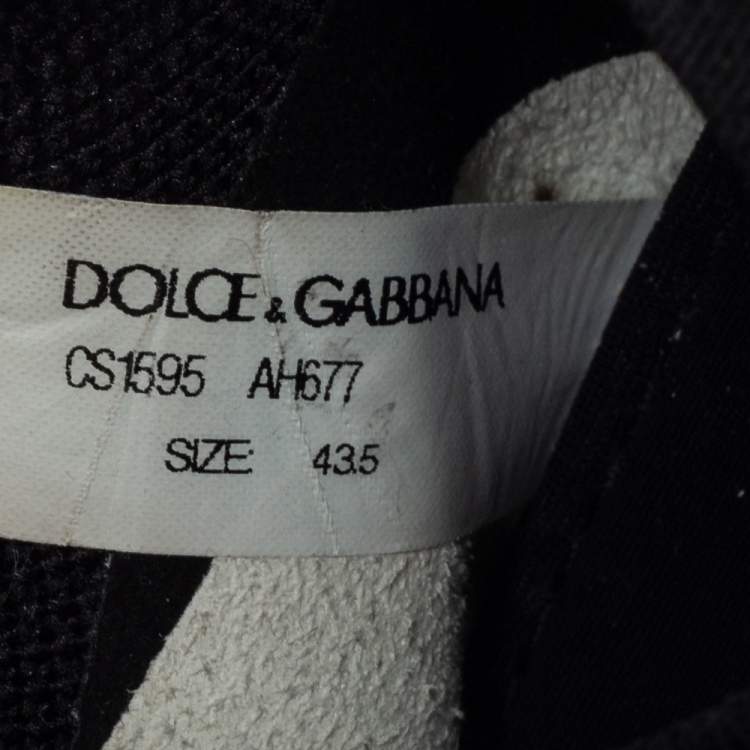 DOLCE & GABBANA
CS1595 AH677
SIZE: 43.5